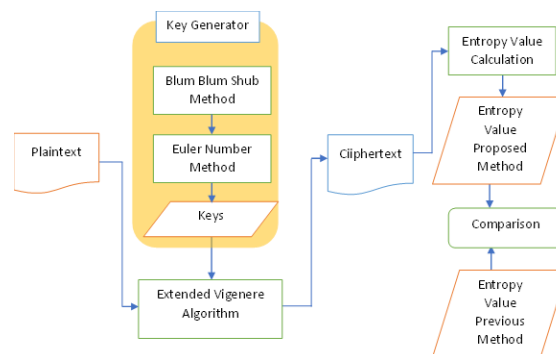 Key Generator
Blum Blum Shub
Method
Euler Number
Method
Keys
Plaintext
Extended Vigenere
Algorithm
Ciiphertext
Entropy Value
Calculation
Entropy
Value
Proposed
Method
Comparison
Entropy
Value
Previous
Method